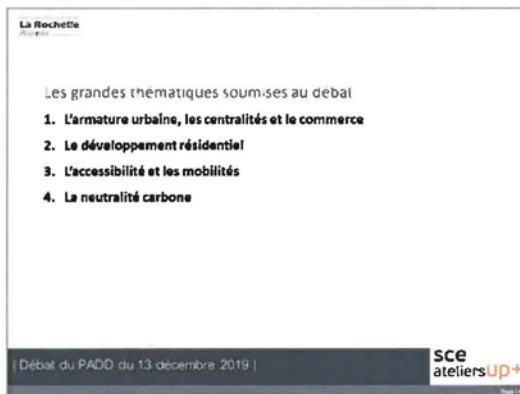 La Rochelle
Les grandes thématiques soumises au débat
1. L'armature urbaine, les centralités et le commerce
2. Le développement résidentiel
3. L'accessibilité et les mobilités
4. La neutralité carbone
| Débat du PADD du 13 décembre 2019 |
sce
ateliersup+